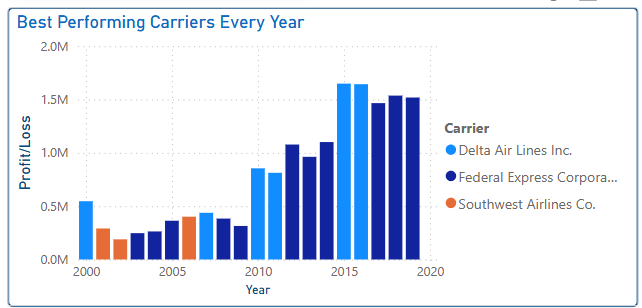 Best Performing Carriers Every Year
2.0M
1.5M
1.0M
0.5M
0.0M
Profit/Loss
2000 2005 2010 2015 2020
Year
Carrier
Delta Air Lines Inc.
Federal Express Corpora...
Southwest Airlines Co.